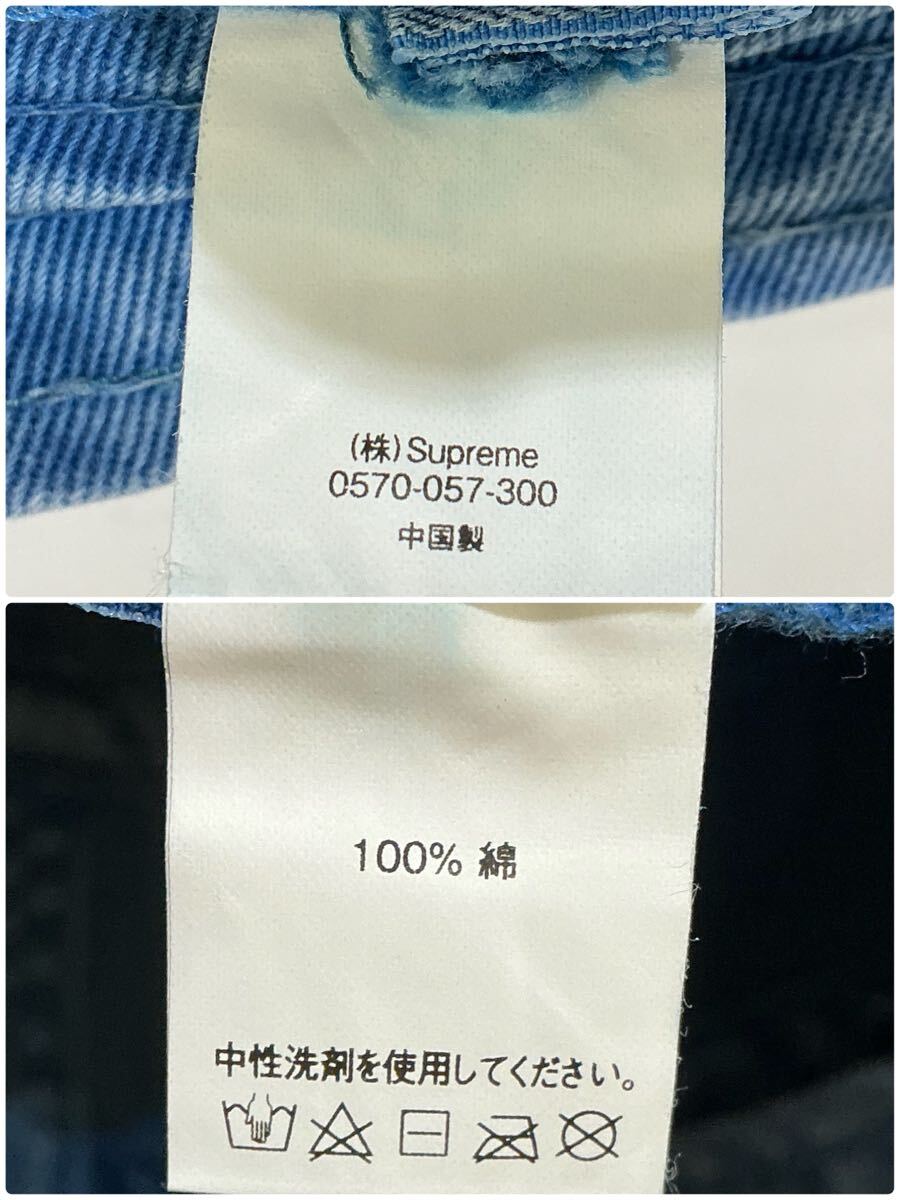 (株)Supreme
0570-057-300
中国製
100% 綿
中性洗剤を使用してください。